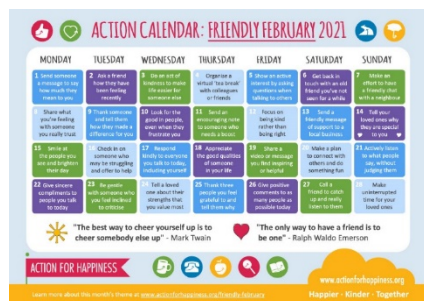 ACTION CALENDAR: FRIENDLY FEBRUARY 2021
MONDAY TUESDAY WEDNESDAY THURSDAY FRIDAY SATURDAY SUNDAY
1 Send someone
a message to say
how much they
mean to you
2 Ask a friend
how they have
been feeling
recently
3 Do an act of
kindness to make
life easier for
someone else
4 Organise a
virtual 'tea break'
with colleagues
or friends
5 Show an active
interest by asking
questions when
talking to others
6 Get back in
touch with an old
friend you've not
seen for a while
7 Make an
effort to have
a friendly chat
with a neighbour
8 Share what
you're feeling
with someone
you really trust
9 Thank someone
and tell them
how they made a
difference for you
10 Look for the
good in people,
even when they
frustrate you
11 Send an
encouraging note
to someone who
needs a boost
12 Focus on
being kind
rather than
being right
13 Send a
friendly message
of support to a
local business
14 Tell your
loved ones why
they are special
to you
15 Smile at
the people you
see and brighten
their day
16 Check in on
someone who
may be struggling
and offer to help
17 Respond
kindly to everyone
you talk to today,
including yourself
18 Appreciate
the good qualities
of someone
in your life
19 Share a
video or message
you find inspiring
or helpful
20 Make a plan
to connect with
others and do
something fun
21 Actively listen
to what people
say, without
judging them
22 Give sincere
compliments to
people you talk
to today
23 Be gentle
with someone who
you feel inclined
to criticise
24 Tell a loved
one about their
strengths that
you value most
25 Thank three
people you feel
grateful to and
tell them why
26 Give positive
comments to as
many people as
possible today
27 Call a
friend to catch
up and really
listen to them
28 Make
uninterrupted
time for your
loved ones
"The best way to cheer yourself up is to
cheer somebody else up" - Mark Twain
"The only way to have a friend is to
be one" - Ralph Waldo Emerson
ACTION FOR HAPPINESS
www.actionforhappiness.org
Learn more about this month's theme at www.actionforhappiness.org/friendly-february
Happier · Kinder · Together